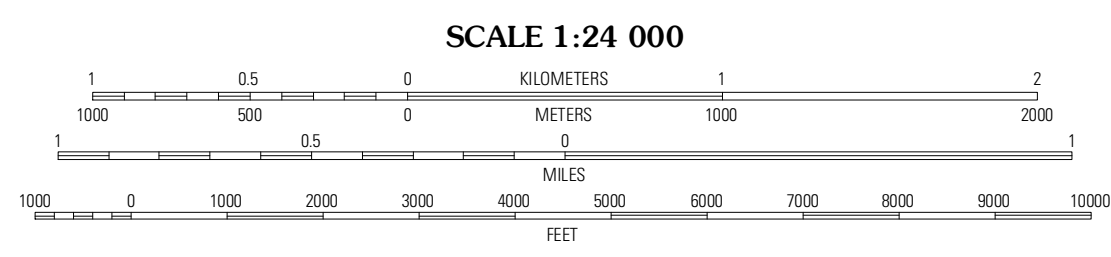 SCALE 1:24 000
1 0.5 0 KILOMETERS 1 2
1000 500 0 METERS 1000 2000
1 0.5 0 1
MILES
1000 0 1000 2000 3000 4000 5000 6000 7000 8000 9000 10000
FEET